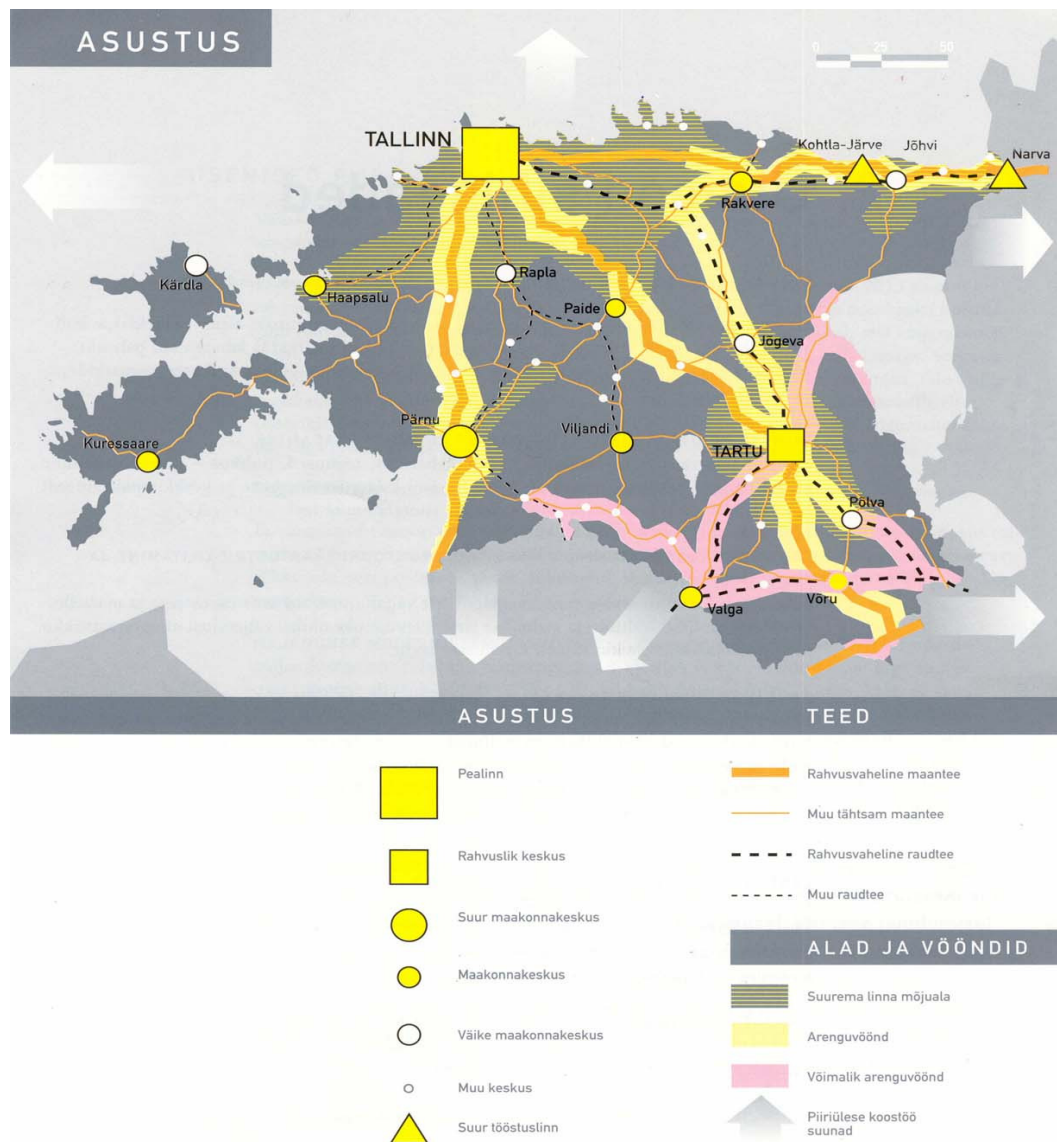 ASUSTUS
0 25 50
TALLINN
Kohtla-Järve
Jõhvi
Narva
Rakvere
Kärdla
Haapsalu
Rapla
Paide
Jõgeva
Pärnu
Viljandi
Kuressaare
TARTU
Põlva
Valga
Võru
ASUSTUS
Pealinn
Rahvuslik keskus
Suur maakonnakeskus
Maakonnakeskus
Väike maakonnakeskus
Muu keskus
Suur tööstuslinn
TEED
Rahvusvaheline maantee
Muu tähtsam maantee
Rahvusvaheline raudtee
Muu raudtee
ALAD JA VÖÖNDID
Suurema linna mõjuala
Arenguvöönd
Võimalik arenguvöönd
Piiriülese koostöö
suunad